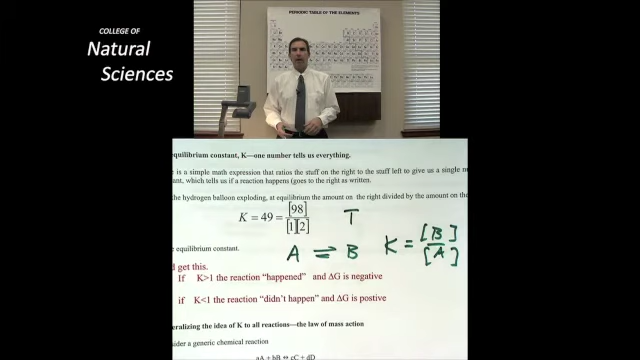 COLLEGE OF
Natural
Sciences
PERIODIC TABLE OF THE ELEMENTS
equilibrium constant, K—one number tells us everything.
is a simple math expression that ratios the stuff on the right to the stuff left to give us a single
which tells us if a reaction happens (goes to the right as written.
the hydrogen balloon exploding, at equilibrium the amount on the right divided by the amount on the
K = 49 = [98] / [1][2] T
A ⇌ B K = [B] / [A]
equilibrium constant.
get this.
If K>1 the reaction “happened” and ΔG is negative
if K<1 the reaction “didn’t happen” and ΔG is postive
the idea of K to all reactions—the law of mass action
a generic chemical reaction
aA + bB ⇔ cC + dD